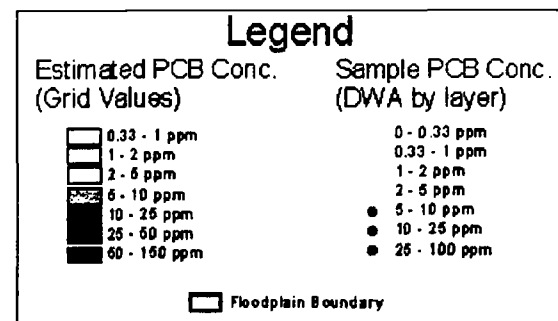 Legend
Estimated PCB Conc.
(Grid Values)
0.33 - 1 ppm
1 - 2 ppm
2 - 5 ppm
5 - 10 ppm
10 - 25 ppm
25 - 50 ppm
50 - 150 ppm
Sample PCB Conc.
(DWA by layer)
0 - 0.33 ppm
0.33 - 1 ppm
1 - 2 ppm
2 - 5 ppm
5 - 10 ppm
10 - 25 ppm
25 - 100 ppm
Floodplain Boundary